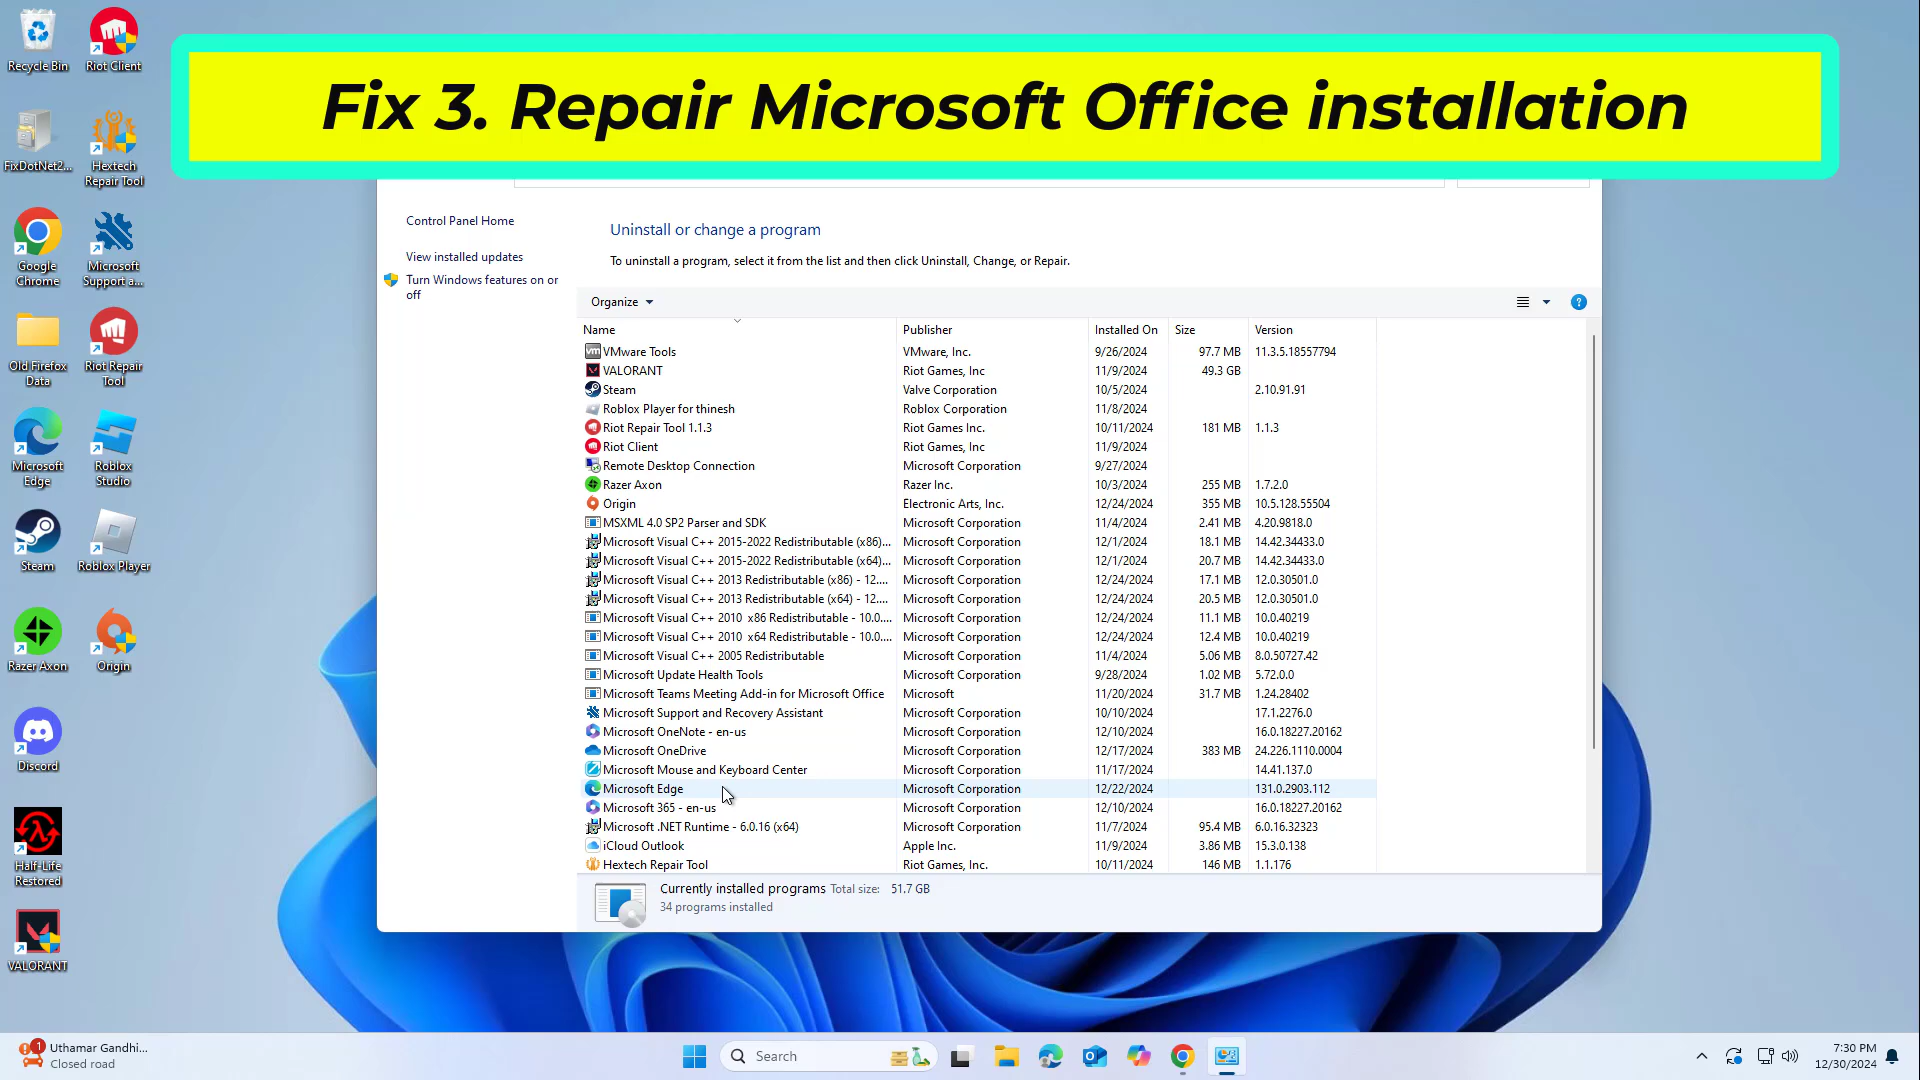 Recycle Bin
Riot Client
Fix 3. Repair Microsoft Office installation
FixDotNet2...
Hextech
Repair Tool
Google
Chrome
Microsoft
Support a...
Old Firefox
Data
Riot Repair
Tool
Microsoft
Edge
Roblox
Studio
Steam
Roblox Player
Razer Axon
Origin
Discord
Half-Life
Restored
VALORANT
Control Panel Home
View installed updates
Turn Windows features on or
off
Uninstall or change a program
To uninstall a program, select it from the list and then click Uninstall, Change, or Repair.
Organize
Name Publisher Installed On Size Version
VMware Tools VMware, Inc. 9/26/2024 97.7 MB 11.3.5.18557794
VALORANT Riot Games, Inc 11/9/2024 49.3 GB
Steam Valve Corporation 10/5/2024 2.10.91.91
Roblox Player for thinesh Roblox Corporation 11/8/2024
Riot Repair Tool 1.1.3 Riot Games Inc. 10/11/2024 181 MB 1.1.3
Riot Client Riot Games, Inc 11/9/2024
Remote Desktop Connection Microsoft Corporation 9/27/2024
Razer Axon Razer Inc. 10/3/2024 255 MB 1.7.2.0
Origin Electronic Arts, Inc. 12/24/2024 355 MB 10.5.128.55504
MSXML 4.0 SP2 Parser and SDK Microsoft Corporation 11/4/2024 2.41 MB 4.20.9818.0
Microsoft Visual C++ 2015-2022 Redistributable (x86)... Microsoft Corporation 12/1/2024 18.1 MB 14.42.34433.0
Microsoft Visual C++ 2015-2022 Redistributable (x64)... Microsoft Corporation 12/1/2024 20.7 MB 14.42.34433.0
Microsoft Visual C++ 2013 Redistributable (x86) - 12.... Microsoft Corporation 12/24/2024 17.1 MB 12.0.30501.0
Microsoft Visual C++ 2013 Redistributable (x64) - 12.... Microsoft Corporation 12/24/2024 20.5 MB 12.0.30501.0
Microsoft Visual C++ 2010 x86 Redistributable - 10.0.... Microsoft Corporation 12/24/2024 11.1 MB 10.0.40219
Microsoft Visual C++ 2010 x64 Redistributable - 10.0.... Microsoft Corporation 12/24/2024 12.4 MB 10.0.40219
Microsoft Visual C++ 2005 Redistributable Microsoft Corporation 11/4/2024 5.06 MB 8.0.50727.42
Microsoft Update Health Tools Microsoft Corporation 9/28/2024 1.02 MB 5.72.0.0
Microsoft Teams Meeting Add-in for Microsoft Office Microsoft 11/20/2024 31.7 MB 1.24.28402
Microsoft Support and Recovery Assistant Microsoft Corporation 10/10/2024 17.1.2276.0
Microsoft OneNote - en-us Microsoft Corporation 12/10/2024 16.0.18227.20162
Microsoft OneDrive Microsoft Corporation 12/17/2024 383 MB 24.226.1110.0004
Microsoft Mouse and Keyboard Center Microsoft Corporation 11/17/2024 14.41.137.0
Microsoft Edge Microsoft Corporation 12/22/2024 131.0.2903.112
Microsoft 365 - en-us Microsoft Corporation 12/10/2024 16.0.18227.20162
Microsoft .NET Runtime - 6.0.16 (x64) Microsoft Corporation 11/7/2024 95.4 MB 6.0.16.32323
iCloud Outlook Apple Inc. 11/9/2024 3.86 MB 15.3.0.138
Hextech Repair Tool Riot Games, Inc. 10/11/2024 146 MB 1.1.176
Currently installed programs Total size: 51.7 GB
34 programs installed
1
Uthamar Gandhi...
Closed road
Search
7:30 PM
12/30/2024